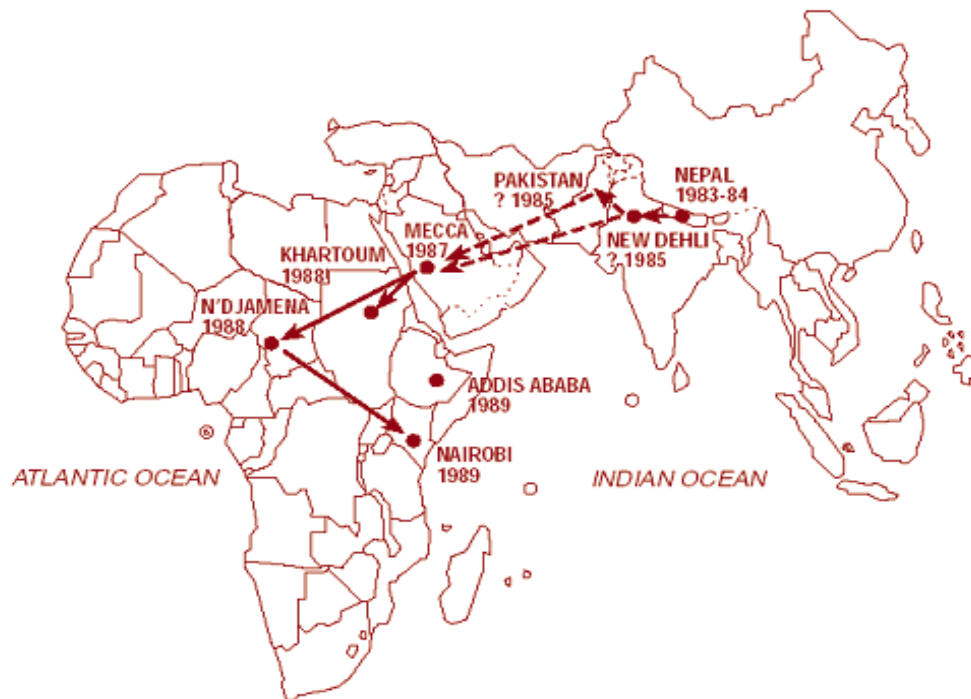 PAKISTAN
? 1985
NEPAL
1983-84
MECCA
1987
NEW DEHLI
? 1985
KHARTOUM
1988
N'DJAMENA
1988
ADDIS ABABA
1989
NAIROBI
1989
ATLANTIC OCEAN
INDIAN OCEAN